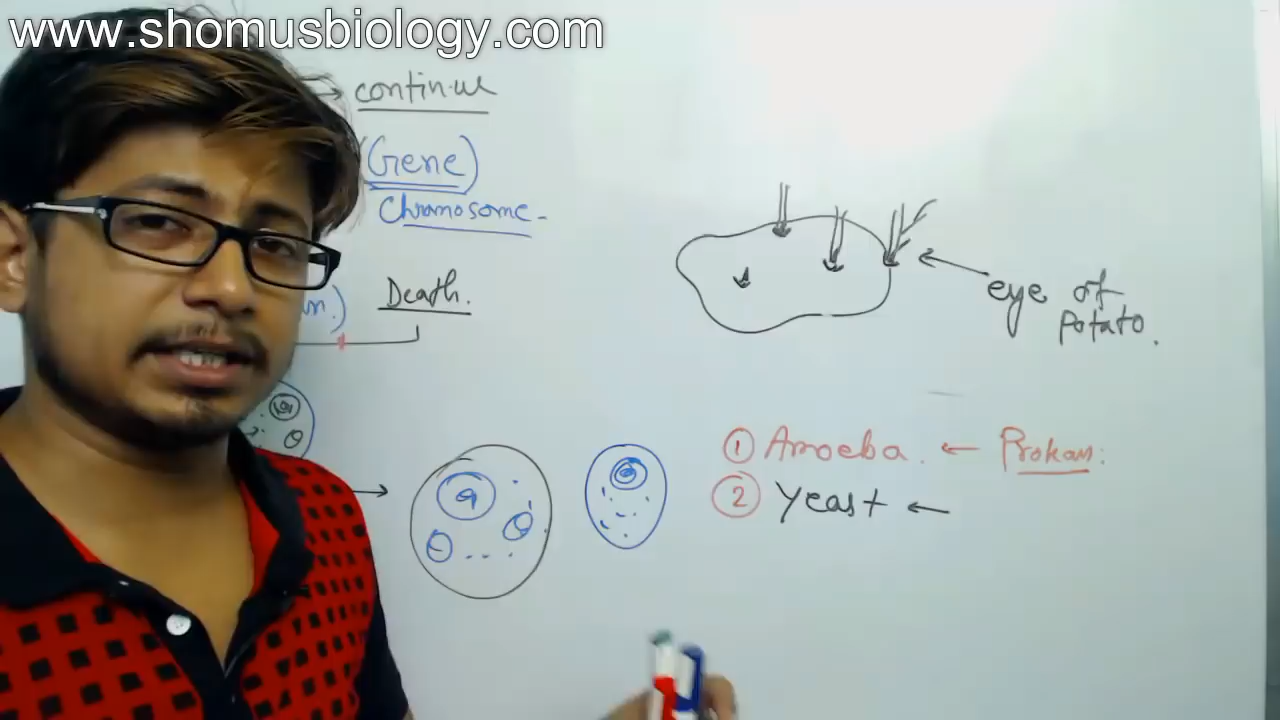 www.shomusbiology.com
continue
(Gene)
Chromosome
Death.
eye of
Potato.
① Amoeba. ← Prokar:
② Yeast ←